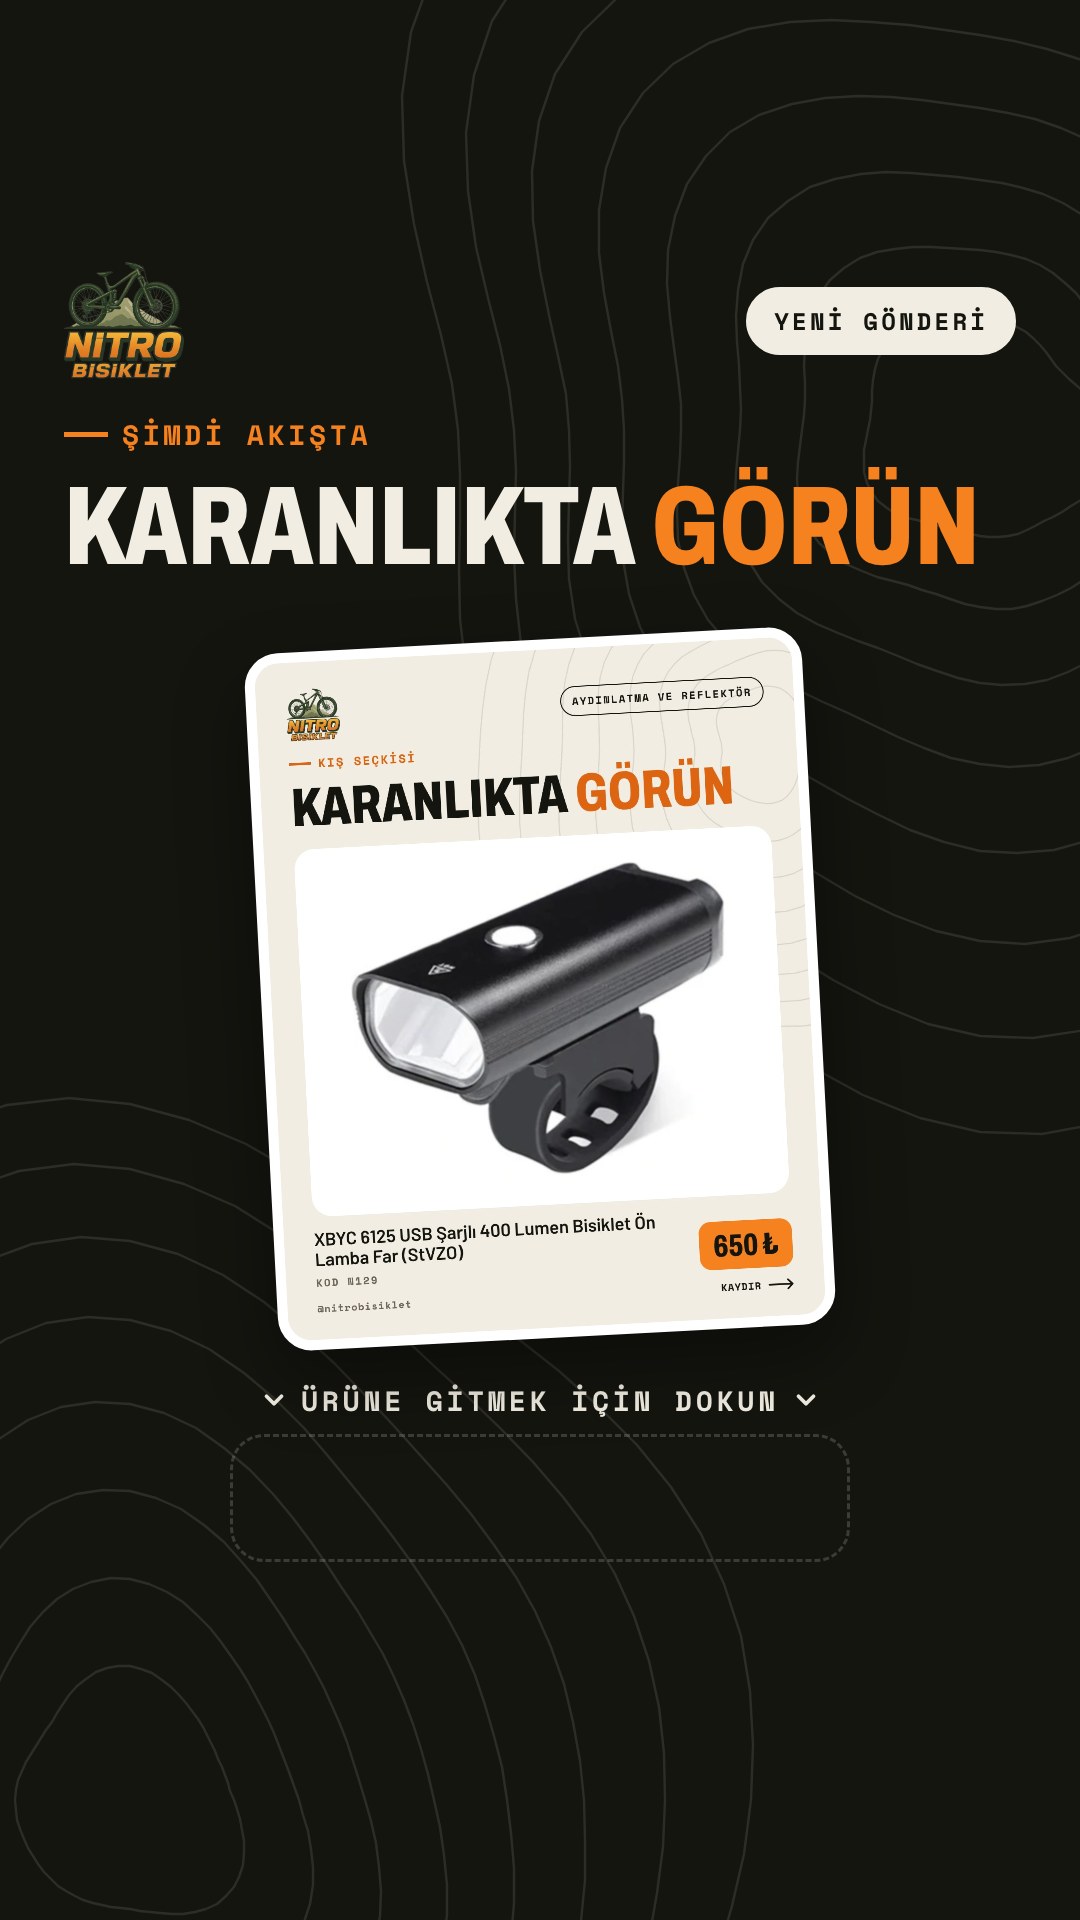 NiTRO
BiSiKLET
YENİ GÖNDERİ
ŞİMDİ AKIŞTA
KARANLIKTA GÖRÜN
NiTRO
BiSiKLET
AYDINLATMA VE REFLEKTÖR
KIŞ SEÇKİSİ
KARANLIKTA GÖRÜN
XBYC 6125 USB Şarjlı 400 Lumen Bisiklet Ön
Lamba Far (StVZO)
650 ₺
KOD N129
KAYDIR
@nitrobisiklet
ÜRÜNE GİTMEK İÇİN DOKUN